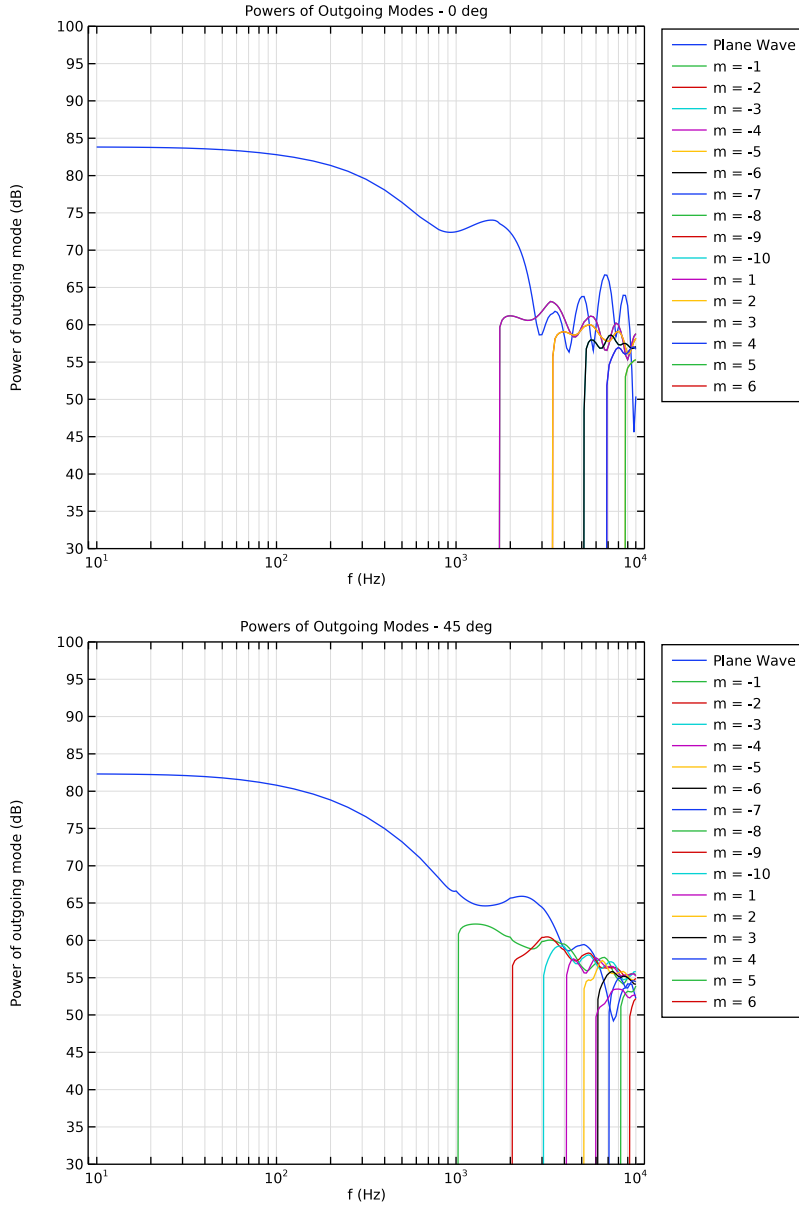 Powers of Outgoing Modes - 0 deg
100
95
90
85
80
75
70
65
60
55
50
45
40
35
30
Power of outgoing mode (dB)
10¹
10²
10³
10⁴
f (Hz)
Plane Wave
m = -1
m = -2
m = -3
m = -4
m = -5
m = -6
m = -7
m = -8
m = -9
m = -10
m = 1
m = 2
m = 3
m = 4
m = 5
m = 6
Powers of Outgoing Modes - 45 deg
100
95
90
85
80
75
70
65
60
55
50
45
40
35
30
Power of outgoing mode (dB)
10¹
10²
10³
10⁴
f (Hz)
Plane Wave
m = -1
m = -2
m = -3
m = -4
m = -5
m = -6
m = -7
m = -8
m = -9
m = -10
m = 1
m = 2
m = 3
m = 4
m = 5
m = 6